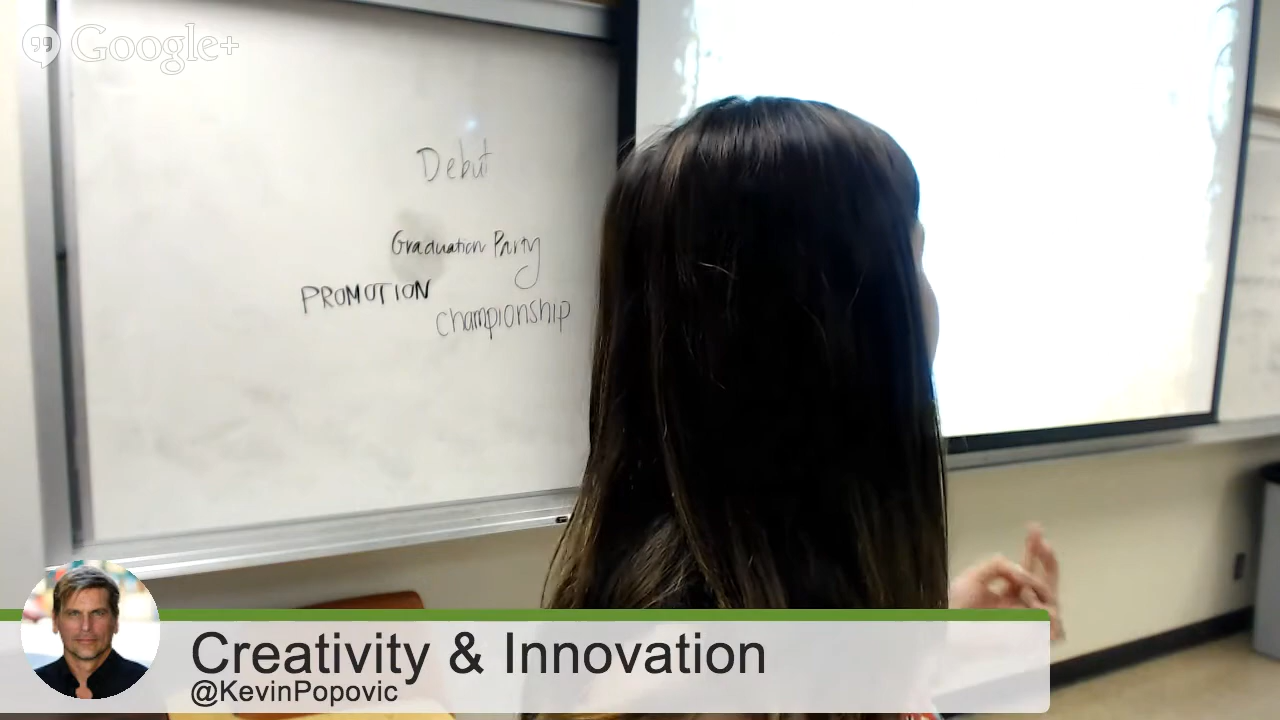 Google+
Debut
Graduation Party
PROMOTION
championship
Creativity & Innovation
@KevinPopovic